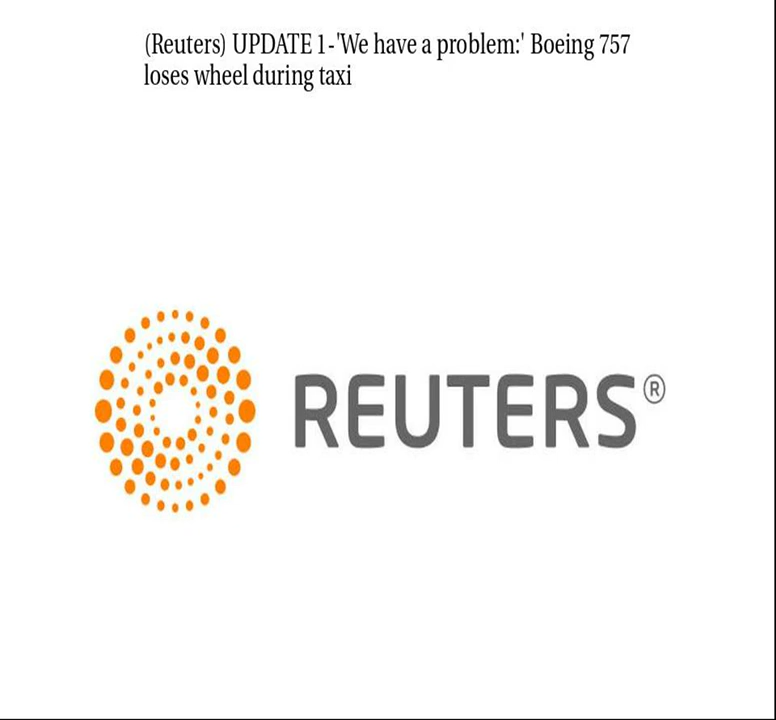 (Reuters) UPDATE 1-'We have a problem:' Boeing 757
loses wheel during taxi
REUTERS®